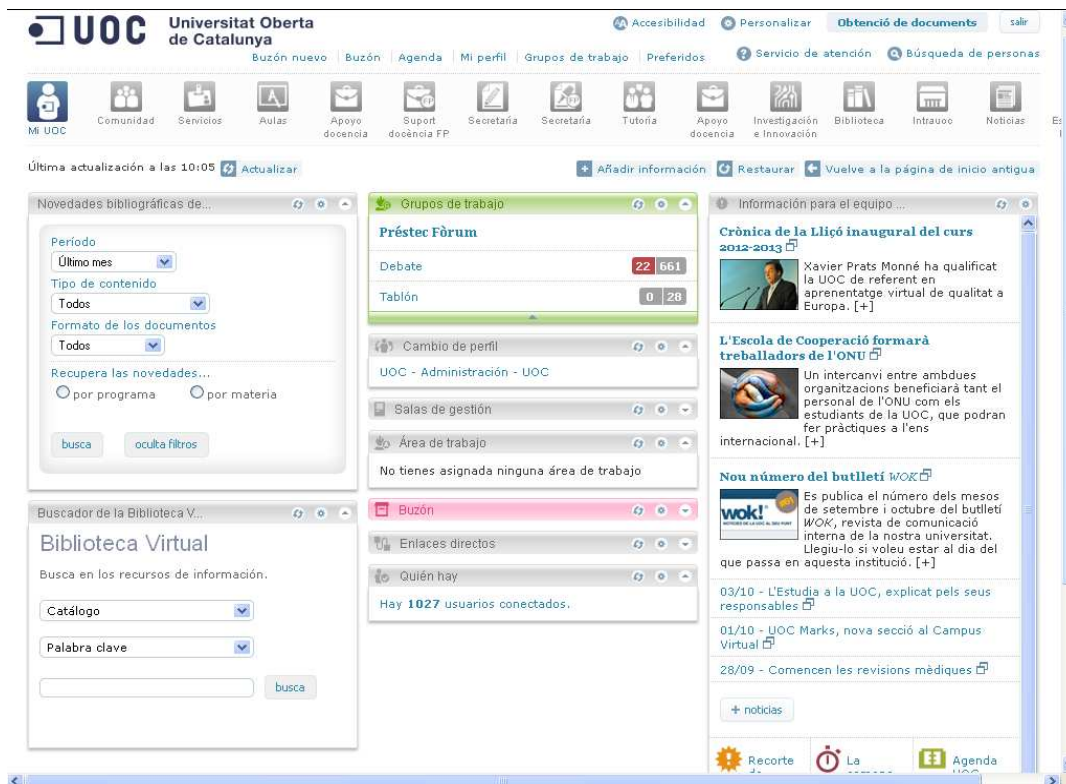 UOC Universitat Oberta
de Catalunya
Accesibilidad Personalizar Obtenció de documents salir
Buzón nuevo Buzón Agenda Mi perfil Grupos de trabajo Preferidos Servicio de atención Búsqueda de personas
Mi UOC Comunidad Servicios Aulas Apoyo docencia Suport docència FP Secretaría Secretaría Tutoría Apoyo docencia Investigación e Innovación Biblioteca Intrauoc Noticias
Última actualización a las 10:05 Actualizar Añadir información Restaurar Vuelve a la página de inicio antigua
Novedades bibliográficas de...
Período
Último mes
Tipo de contenido
Todos
Formato de los documentos
Todos
Recupera las novedades...
por programa por materia
busca oculta filtros
Buscador de la Biblioteca V...
Biblioteca Virtual
Busca en los recursos de información.
Catálogo
Palabra clave
busca
Grupos de trabajo
Préstec Fòrum
Debate 22 661
Tablón 0 28
Cambio de perfil
UOC - Administración - UOC
Salas de gestión
Área de trabajo
No tienes asignada ninguna área de trabajo
Buzón
Enlaces directos
Quién hay
Hay 1027 usuarios conectados.
Información para el equipo ...
Crònica de la Lliçó inaugural del curs
2012-2013
Xavier Prats Monné ha qualificat
la UOC de referent en
aprenentatge virtual de qualitat a
Europa. [+]
L'Escola de Cooperació formarà
treballadors de l'ONU
Un intercanvi entre ambdues
organitzacions beneficiarà tant el
personal de l'ONU com els
estudiants de la UOC, que podran
fer pràctiques a l'ens
internacional. [+]
Nou número del butlletí WOK
wok!
Es publica el número dels mesos
de setembre i octubre del butlletí
WOK, revista de comunicació
interna de la nostra universitat.
Llegiu-lo si voleu estar al dia del
que passa en aquesta institució. [+]
03/10 - L'Estudia a la UOC, explicat pels seus
responsables
01/10 - UOC Marks, nova secció al Campus
Virtual
28/09 - Comencen les revisions mèdiques
+ noticias
Recorte La Agenda